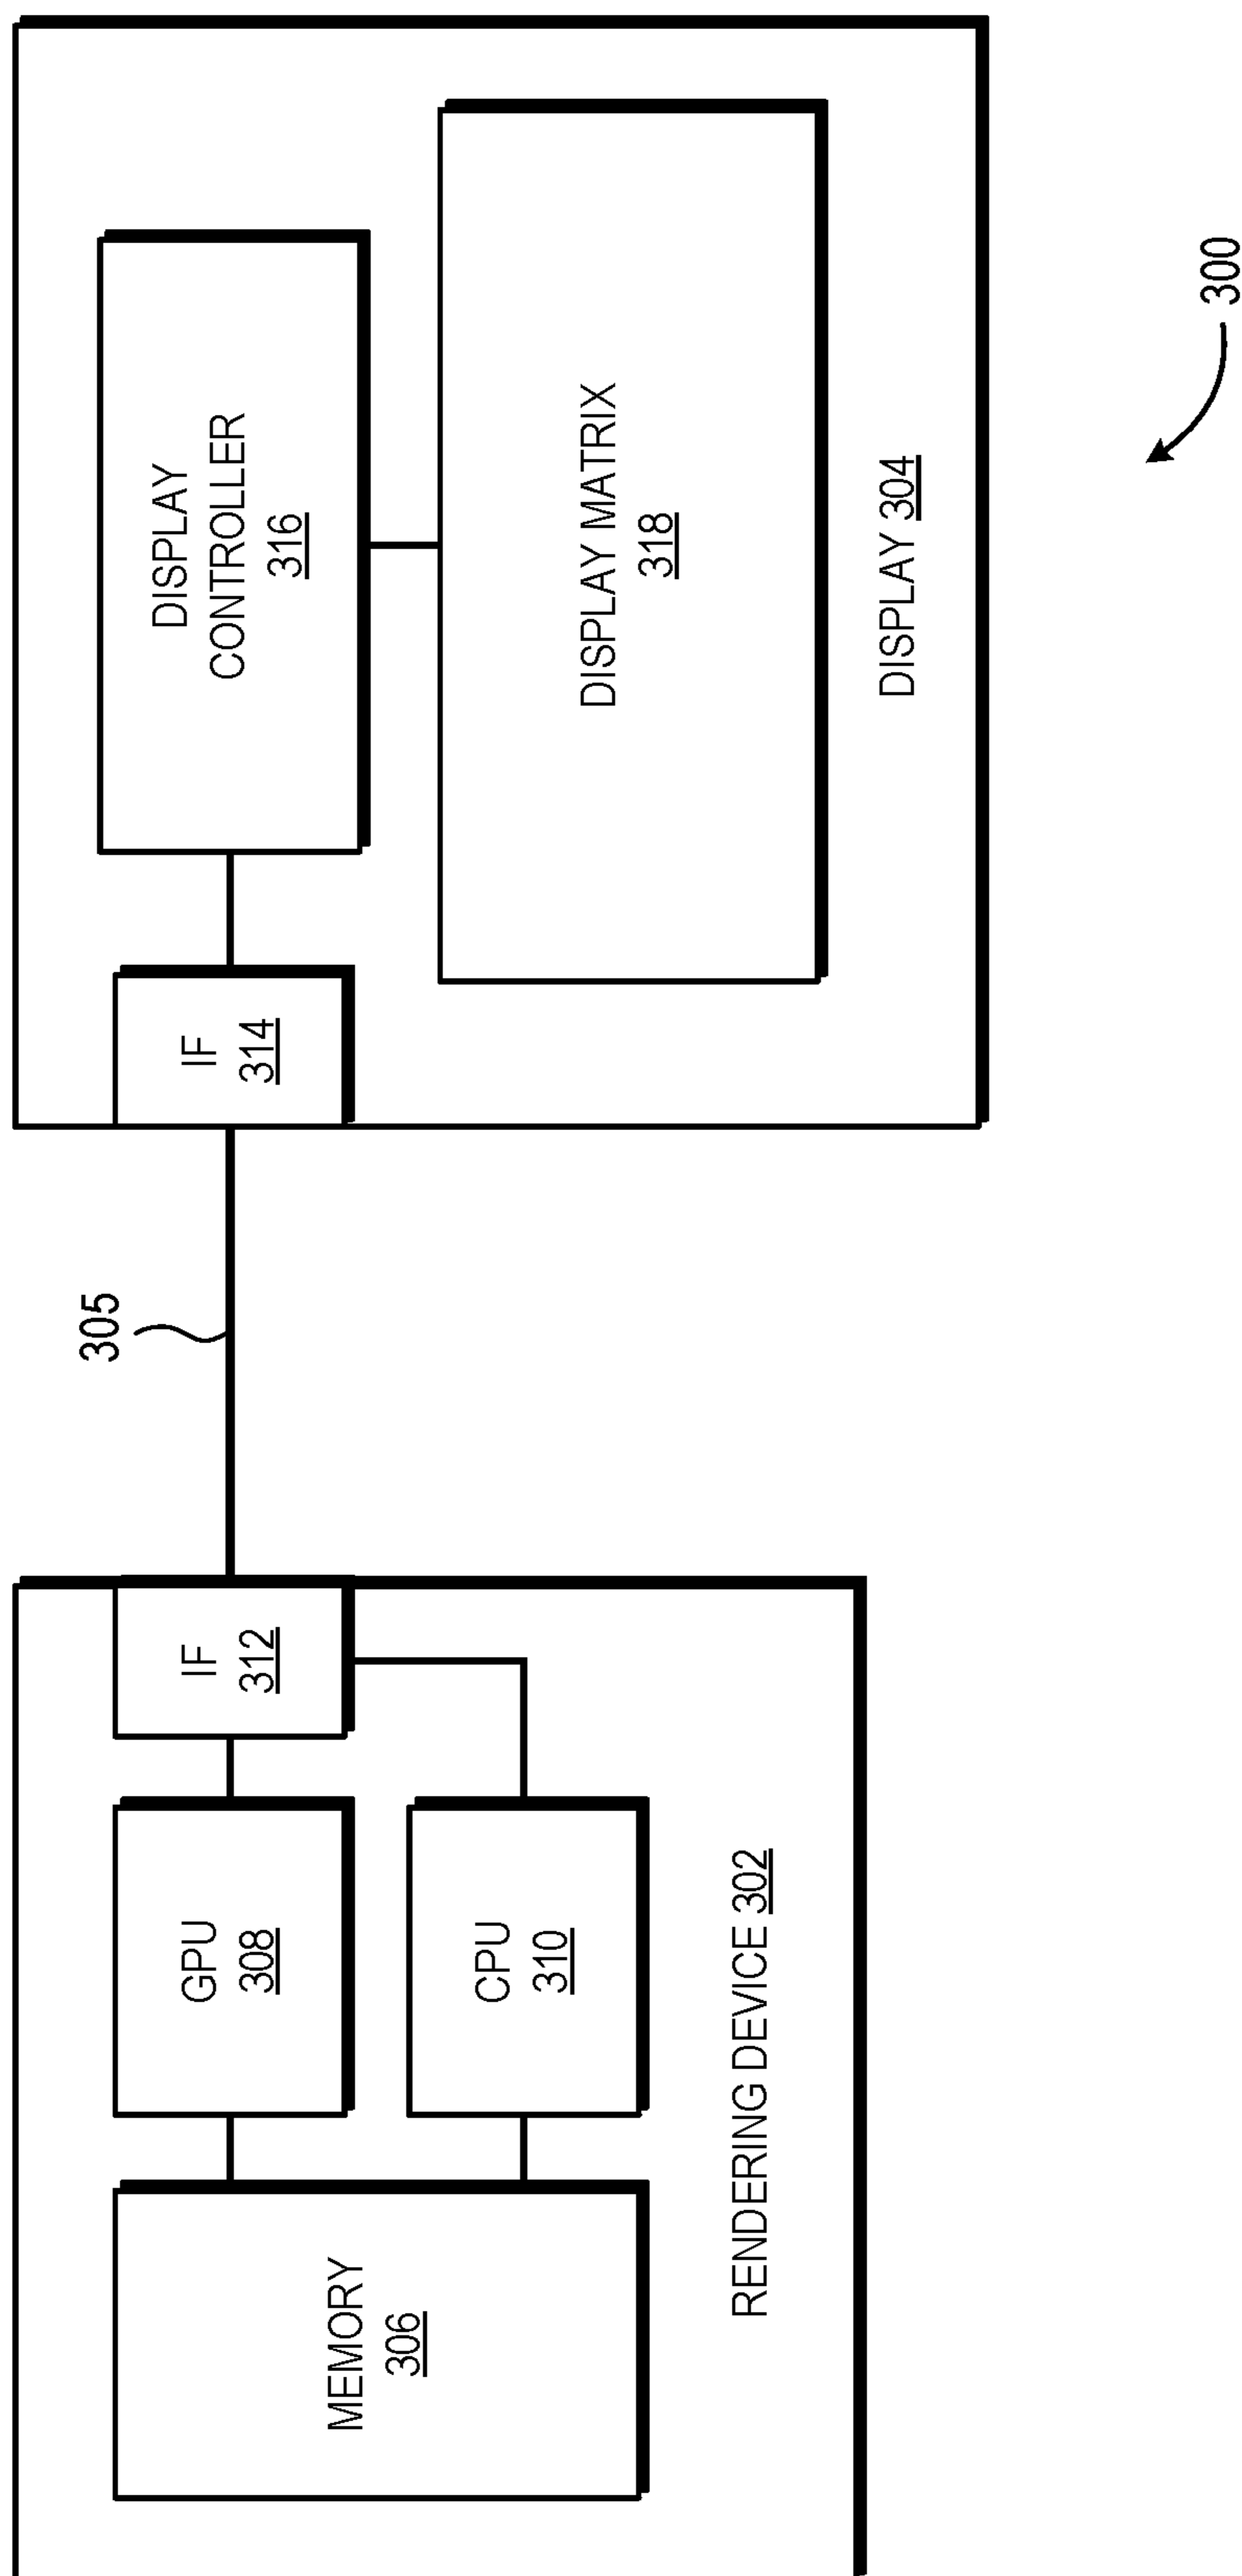 MEMORY
306
GPU
308
CPU
310
IF
312
RENDERING DEVICE 302
305
IF
314
DISPLAY
CONTROLLER
316
DISPLAY MATRIX
318
DISPLAY 304
300